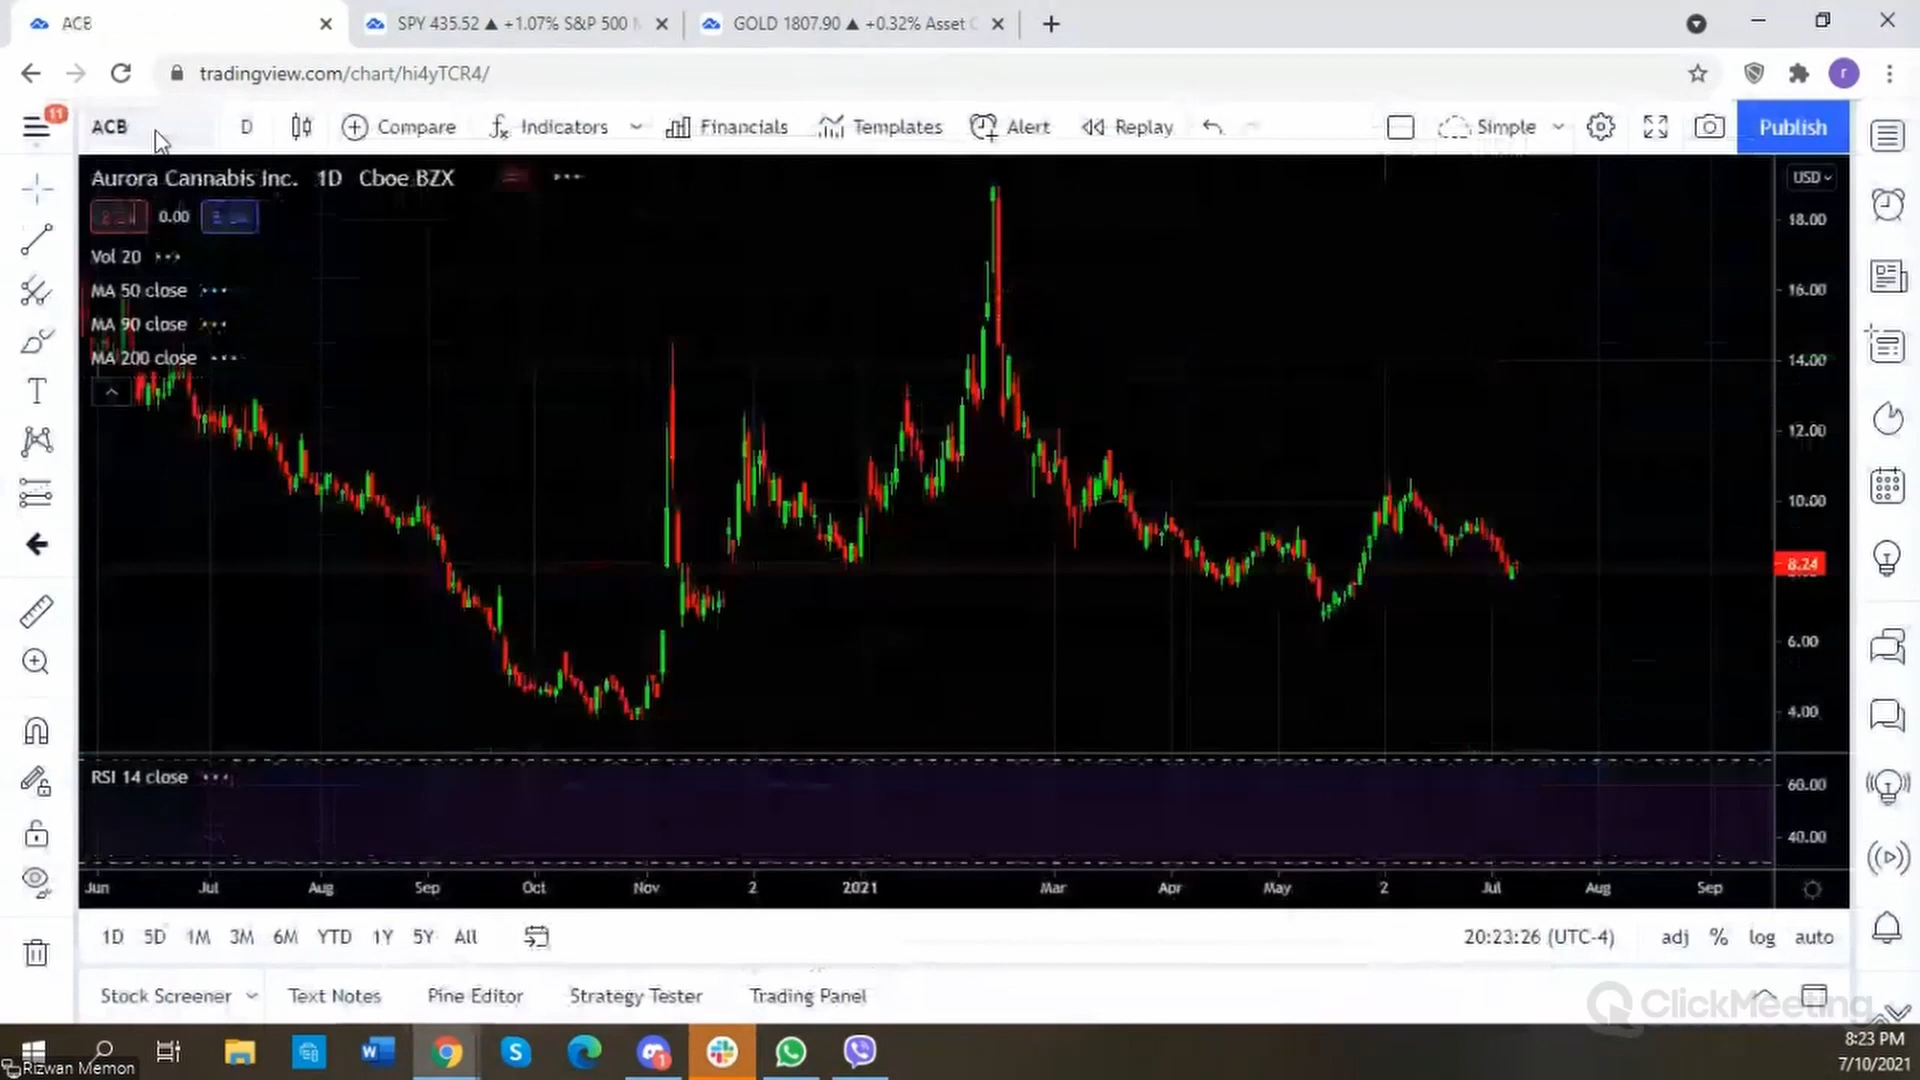 ACB
SPY 435.52 ▲ +1.07% S&P 500
GOLD 1807.90 ▲ +0.32% Asset
tradingview.com/chart/hi4yTCR4/
r
11
ACB D Compare Indicators Financials Templates Alert Replay Simple Publish
Aurora Cannabis Inc. 1D Cboe BZX
USD
0.00
Vol 20
MA 50 close
MA 90 close
MA 200 close
18.00
16.00
14.00
12.00
10.00
8.24
6.00
4.00
RSI 14 close
60.00
40.00
Jun Jul Aug Sep Oct Nov 2 2021 Mar Apr May 2 Jul Aug Sep
1D 5D 1M 3M 6M YTD 1Y 5Y All
20:23:26 (UTC-4) adj % log auto
Stock Screener Text Notes Pine Editor Strategy Tester Trading Panel
ClickMeeting
8:23 PM
7/10/2021
Rizwan Memon